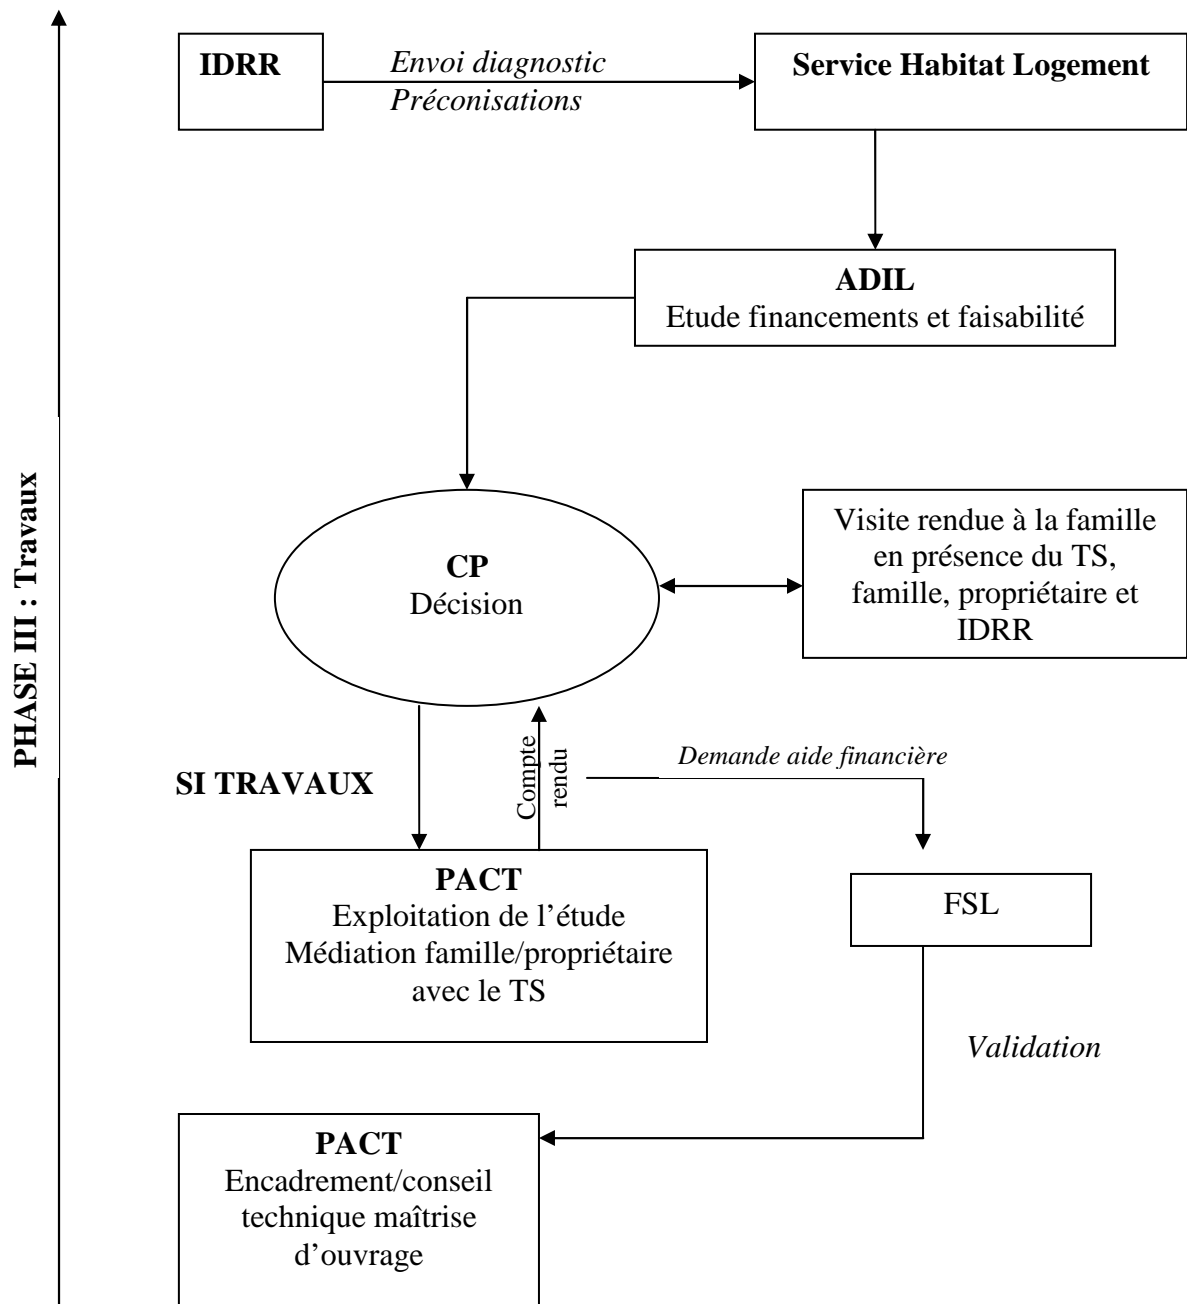 IDRR
Envoi diagnostic
Préconisations
Service Habitat Logement
ADIL
Etude financements et faisabilité
PHASE III : Travaux
CP
Décision
Visite rendue à la famille
en présence du TS,
famille, propriétaire et
IDRR
SI TRAVAUX
Compte
rendu
Demande aide financière
PACT
Exploitation de l’étude
Médiation famille/propriétaire
avec le TS
FSL
Validation
PACT
Encadrement/conseil
technique maîtrise
d’ouvrage